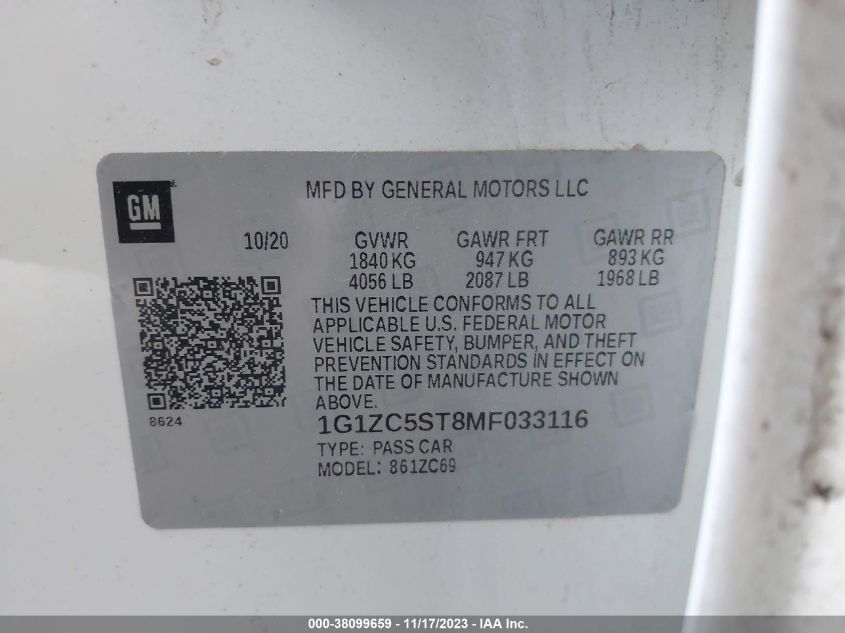 MFD BY GENERAL MOTORS LLC
GM
10/20 GVWR GAWR FRT GAWR RR
1840 KG 947 KG 893 KG
4056 LB 2087 LB 1968 LB
THIS VEHICLE CONFORMS TO ALL
APPLICABLE U.S. FEDERAL MOTOR
VEHICLE SAFETY, BUMPER, AND THEFT
PREVENTION STANDARDS IN EFFECT ON
THE DATE OF MANUFACTURE SHOWN
ABOVE.
8624
1G1ZC5ST8MF033116
TYPE: PASS CAR
MODEL: 861ZC69
000-38099659 - 11/17/2023 - IAA Inc.